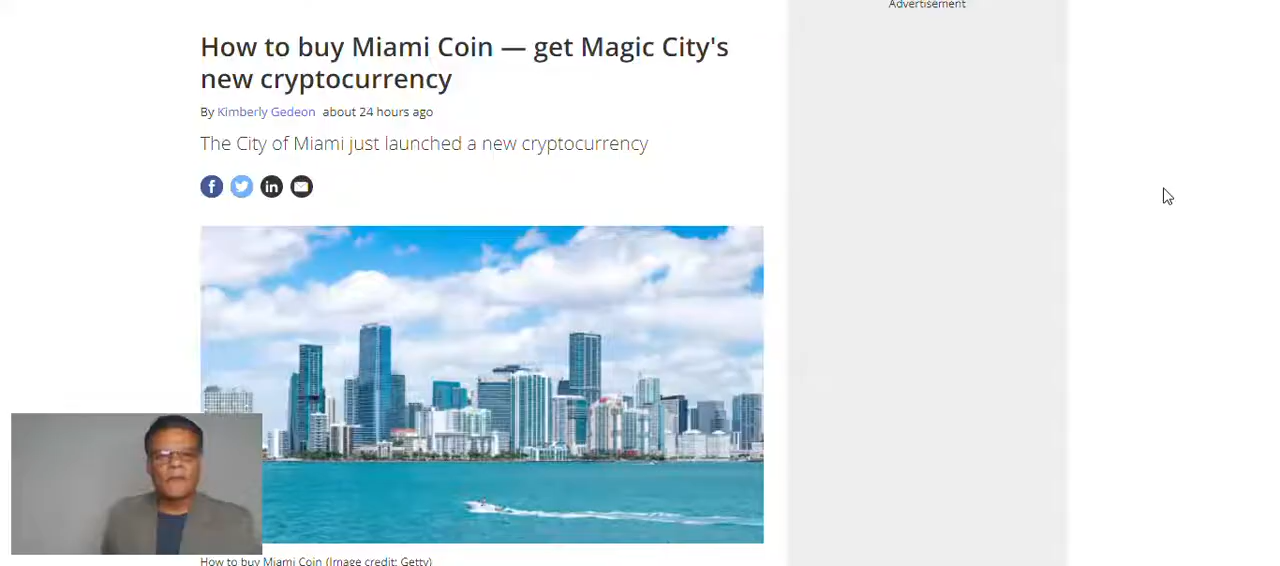 Advertisement
How to buy Miami Coin — get Magic City's
new cryptocurrency
By Kimberly Gedeon about 24 hours ago
The City of Miami just launched a new cryptocurrency
f in
How to buy Miami Coin (Image credit: Getty)